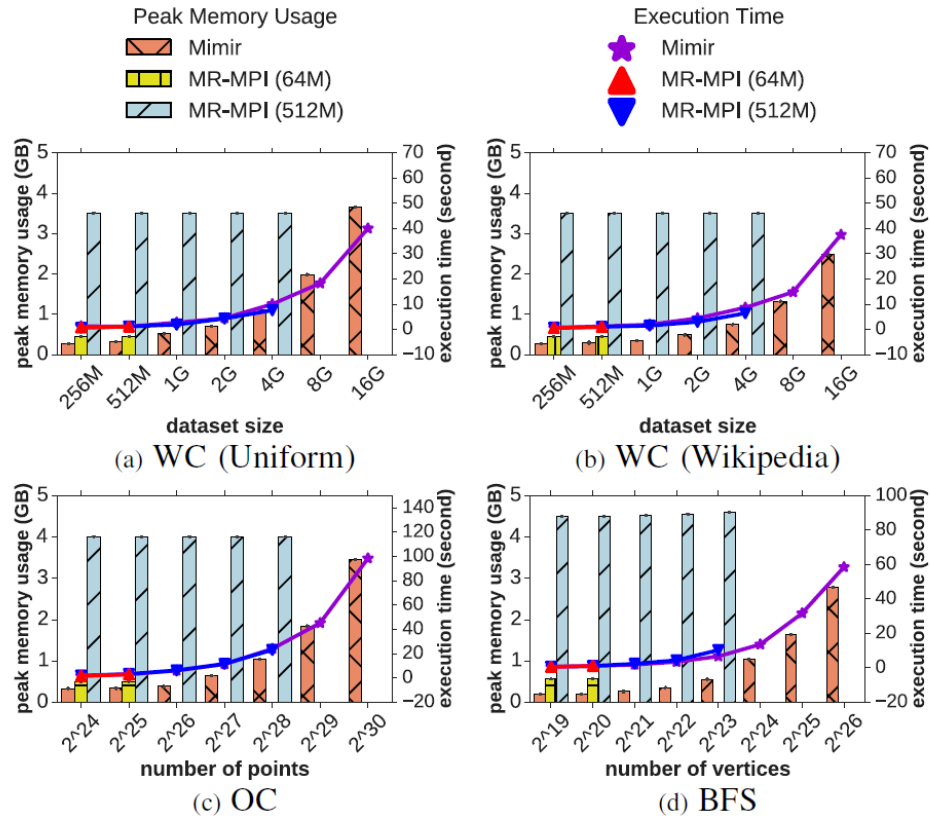 Peak Memory Usage
Mimir
MR-MPI (64M)
MR-MPI (512M)
Execution Time
Mimir
MR-MPI (64M)
MR-MPI (512M)
peak memory usage (GB)
5
4
3
2
1
0
execution time (second)
70
60
50
40
30
20
10
0
−10
256M 512M 1G 2G 4G 8G 16G
dataset size
(a) WC (Uniform)
peak memory usage (GB)
5
4
3
2
1
0
execution time (second)
70
60
50
40
30
20
10
0
−10
256M 512M 1G 2G 4G 8G 16G
dataset size
(b) WC (Wikipedia)
peak memory usage (GB)
5
4
3
2
1
0
execution time (second)
140
120
100
80
60
40
20
0
−20
2^24 2^25 2^26 2^27 2^28 2^29 2^30
number of points
(c) OC
peak memory usage (GB)
5
4
3
2
1
0
execution time (second)
100
80
60
40
20
0
−20
2^19 2^20 2^21 2^22 2^23 2^24 2^25 2^26
number of vertices
(d) BFS